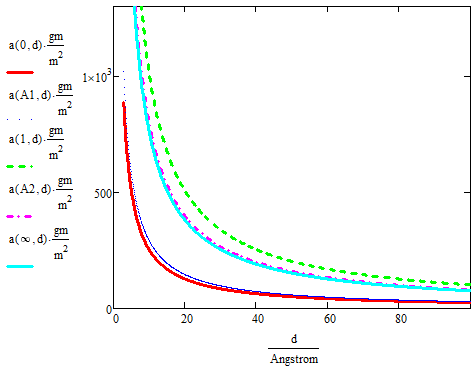 1×10³
a(0,d)·gm/m²
a(A1,d)·gm/m²
a(1,d)·gm/m²
500
a(A2,d)·gm/m²
a(∞,d)·gm/m²
0
0 20 40 60 80
d/Angstrom